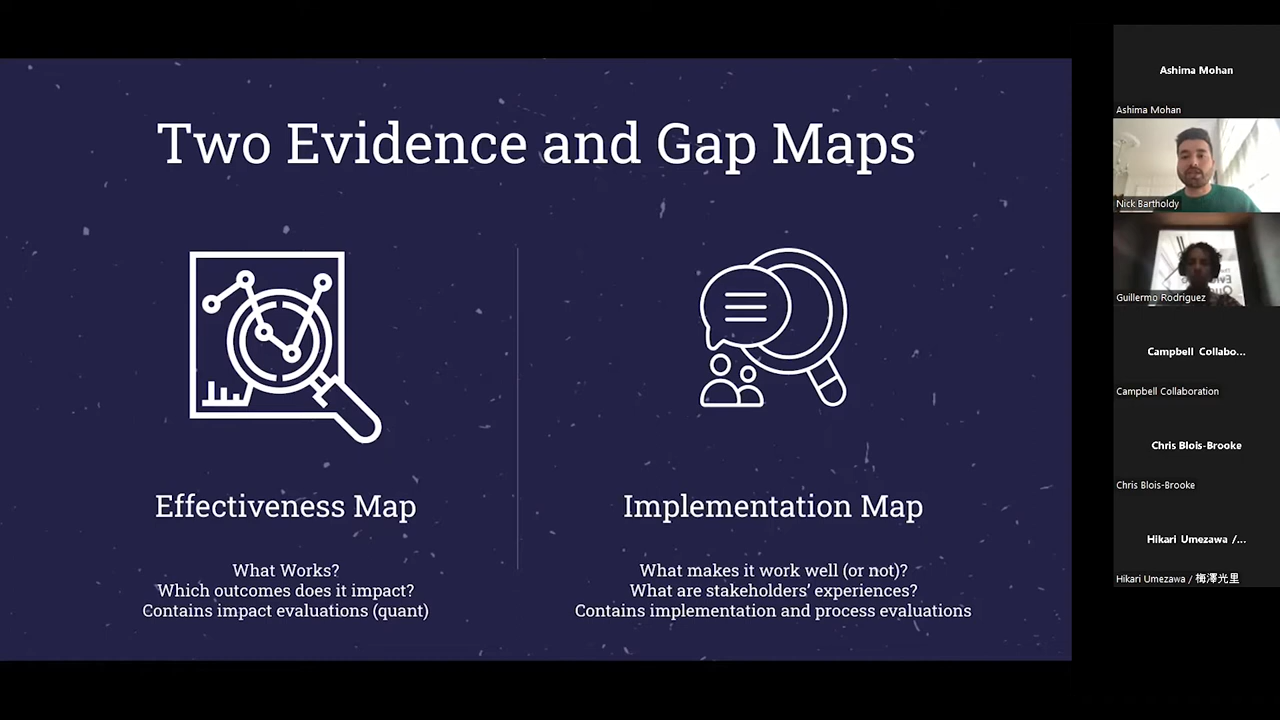 Two Evidence and Gap Maps
Effectiveness Map
What Works?
Which outcomes does it impact?
Contains impact evaluations (quant)
Implementation Map
What makes it work well (or not)?
What are stakeholders’ experiences?
Contains implementation and process evaluations
Ashima Mohan
Ashima Mohan
Nick Bartholdy
Guillermo Rodriguez
Campbell Collabo...
Campbell Collaboration
Chris Blois-Brooke
Chris Blois-Brooke
Hikari Umezawa /...
Hikari Umezawa / 梅澤光里